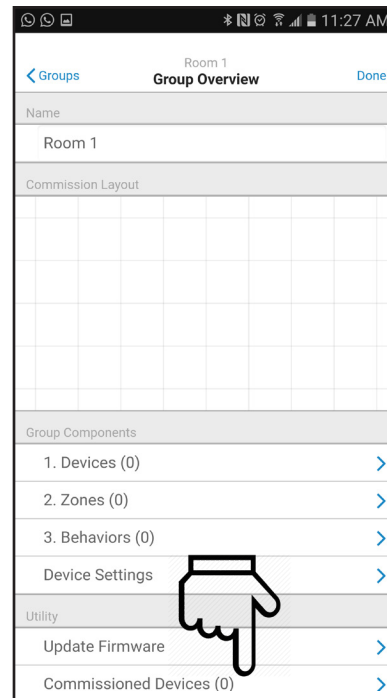 11:27 AM
Room 1
Groups
Group Overview
Done
Name
Room 1
Commission Layout
Group Components
1. Devices (0)
2. Zones (0)
3. Behaviors (0)
Device Settings
Utility
Update Firmware
Commissioned Devices (0)